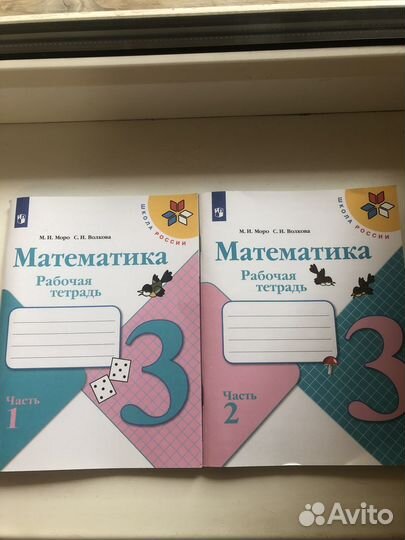 ШКОЛА РОССИИ
М. И. Моро С. И. Волкова
Математика
Рабочая
тетрадь
3
Часть
1
ШКОЛА РОССИИ
М. И. Моро С. И. Волкова
Математика
Рабочая
тетрадь
3
Часть
2
Avito